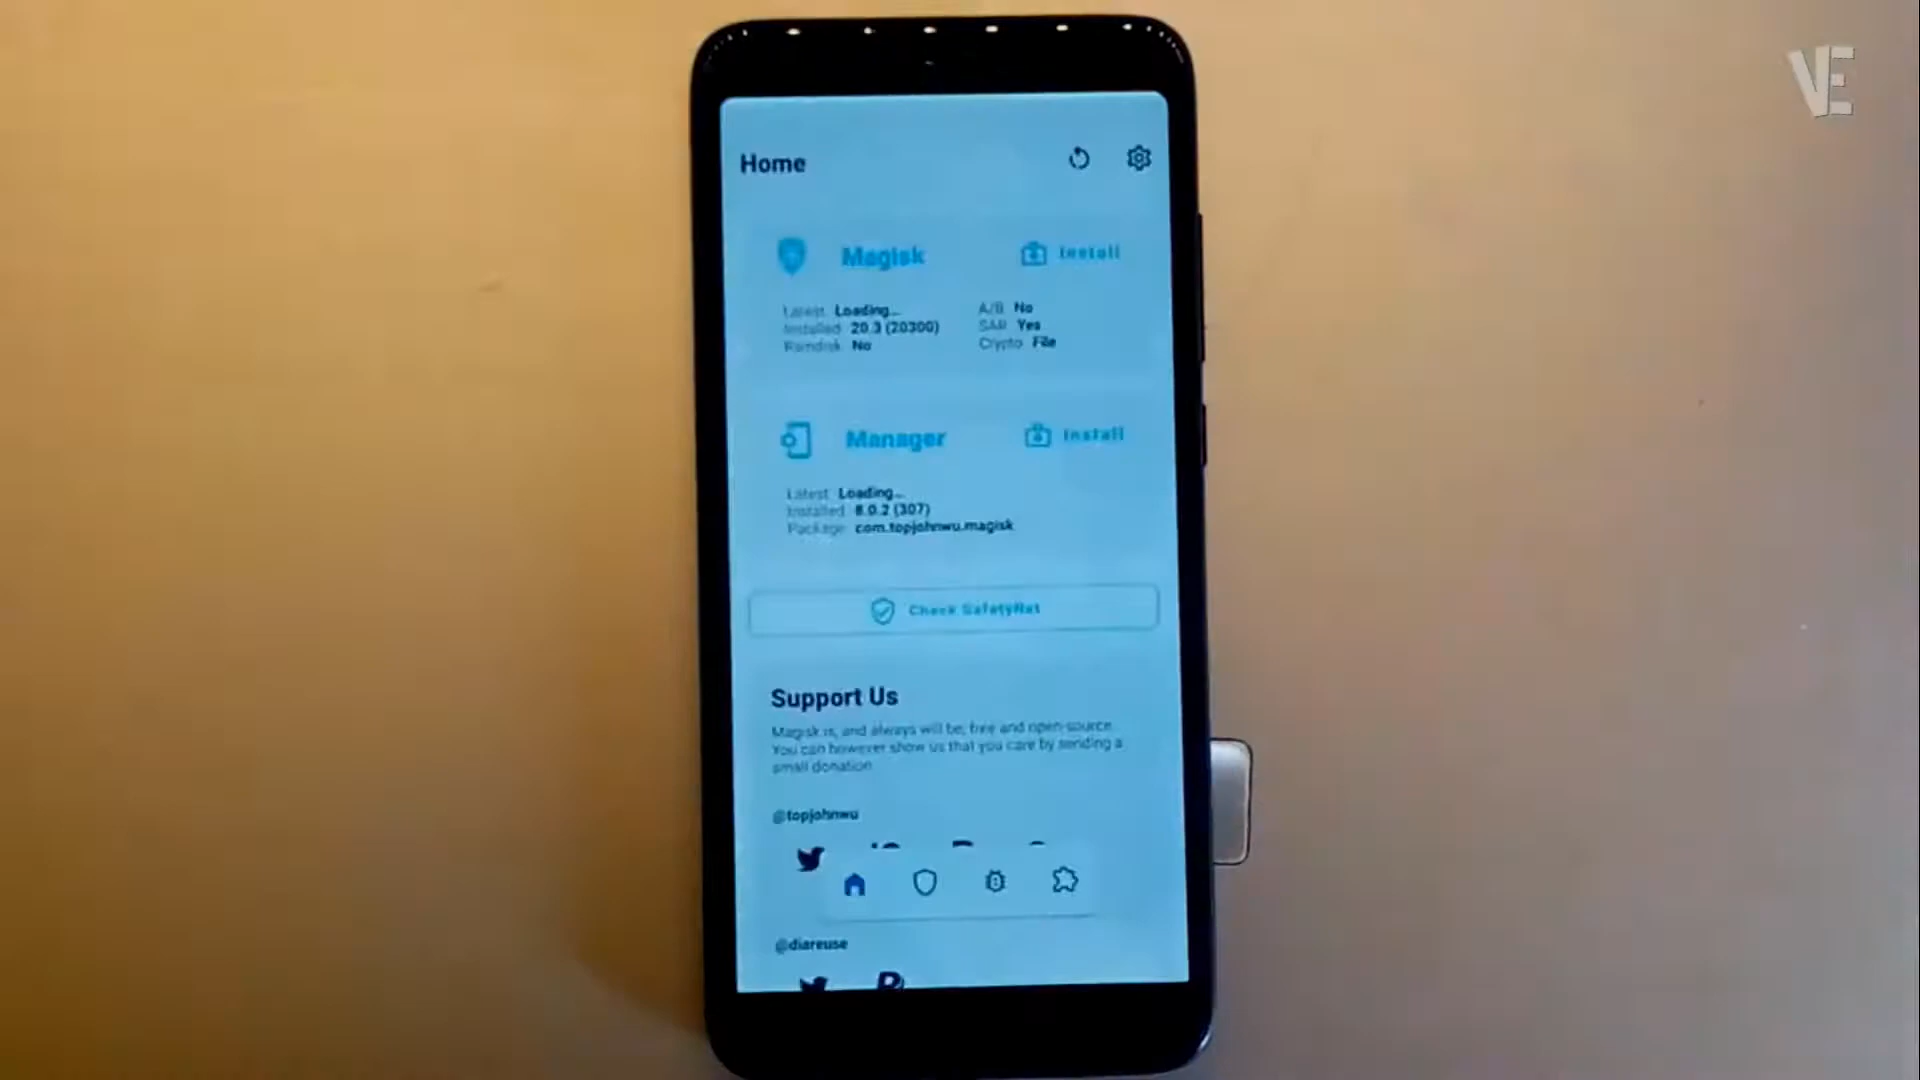 VE
Home
Magisk
Install
Latest Loading...
Installed 20.3 (20300)
Ramdisk No
A/B No
SAR Yes
Crypto File
Manager
Install
Latest Loading...
Installed 8.0.2 (307)
Package com.topjohnwu.magisk
Check SafetyNet
Support Us
Magisk is, and always will be, free and open-source.
You can however show us that you care by sending a
small donation.
@topjohnwu
@diareuse